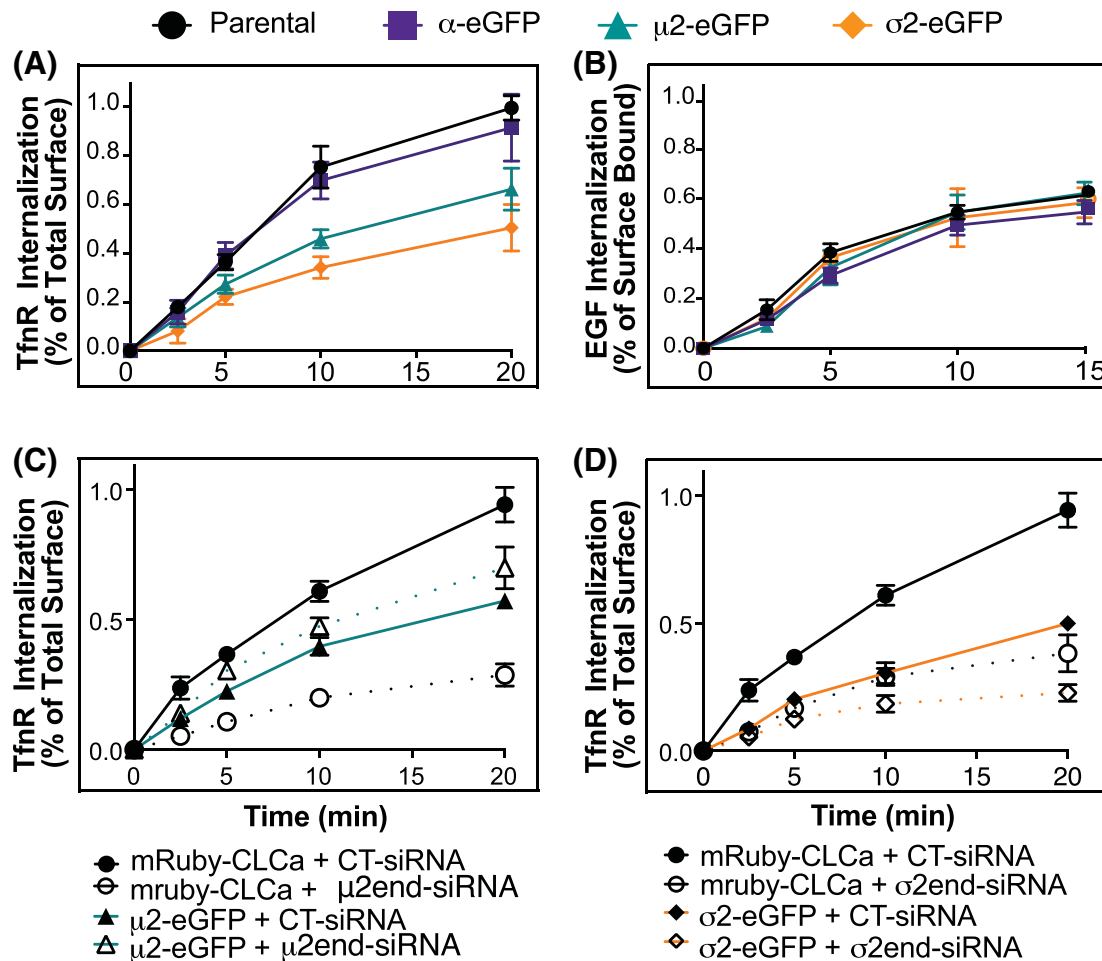 Parental α-eGFP μ2-eGFP σ2-eGFP
(A)
TfnR Internalization
(% of Total Surface)
1.0
0.8
0.6
0.4
0.2
0.0
0 5 10 20
(B)
EGF Internalization
(% of Surface Bound)
1.0
0.8
0.6
0.4
0.2
0.0
0 5 10 15
(C)
TfnR Internalization
(% of Total Surface)
1.0
0.5
0.0
0 5 10 20
Time (min)
mRuby-CLCa + CT-siRNA
mruby-CLCa + μ2end-siRNA
μ2-eGFP + CT-siRNA
μ2-eGFP + μ2end-siRNA
(D)
TfnR Internalization
(% of Total Surface)
1.0
0.5
0.0
0 5 10 20
Time (min)
mRuby-CLCa + CT-siRNA
mruby-CLCa + σ2end-siRNA
σ2-eGFP + CT-siRNA
σ2-eGFP + σ2end-siRNA